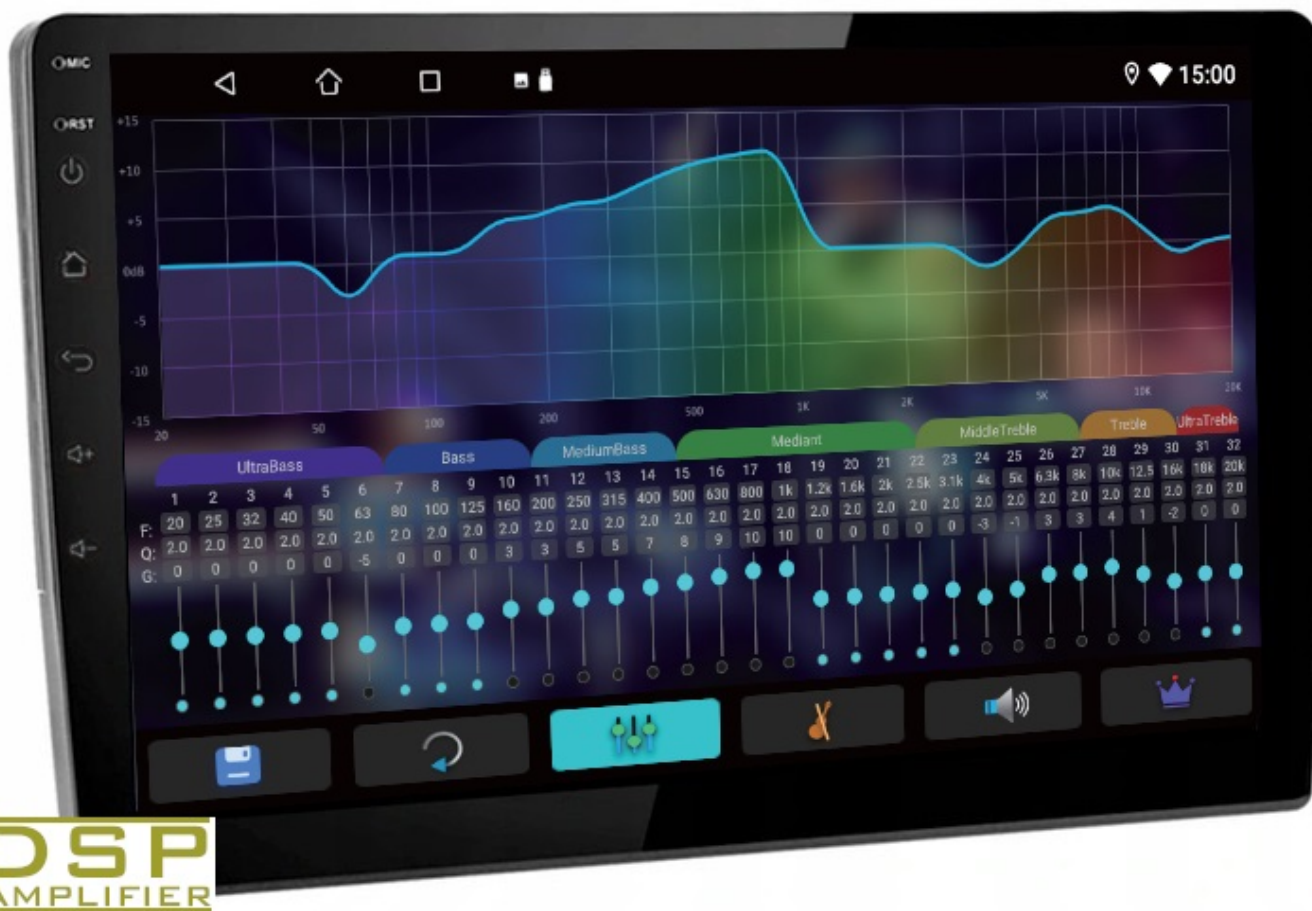 MIC
15:00
RST
+15
+10
+5
0dB
-5
-10
-15
20 50 100 200 500 1K 2K 5K 10K 20K
UltraBass Bass MediumBass Mediant MiddleTreble Treble UltraTreble
1 2 3 4 5 6 7 8 9 10 11 12 13 14 15 16 17 18 19 20 21 22 23 24 25 26 27 28 29 30 31 32
F: 20 25 32 40 50 63 80 100 125 160 200 250 315 400 500 630 800 1k 1.2k 1.6k 2k 2.5k 3.1k 4k 5k 6.3k 8k 10k 12.5 16k 18k 20k
Q: 2.0 2.0 2.0 2.0 2.0 2.0 2.0 2.0 2.0 2.0 2.0 2.0 2.0 2.0 2.0 2.0 2.0 2.0 2.0 2.0 2.0 2.0 2.0 2.0 2.0 2.0 2.0 2.0 2.0 2.0 2.0 2.0
G: 0 0 0 0 0 -5 0 0 0 3 3 5 5 7 8 9 10 10 0 0 0 0 0 -3 -1 3 3 4 1 -2 0 0
DSP
AMPLIFIER